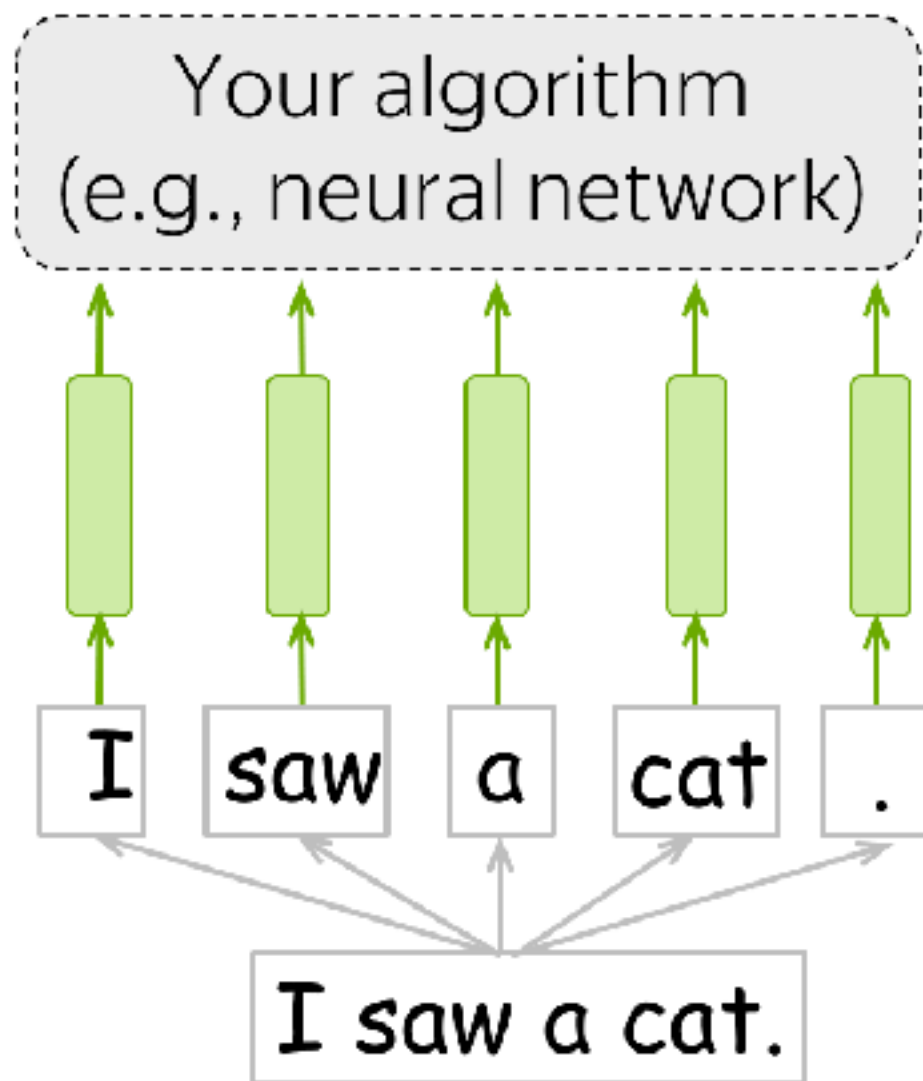 Your algorithm
(e.g., neural network)
I saw a cat .
I saw a cat.